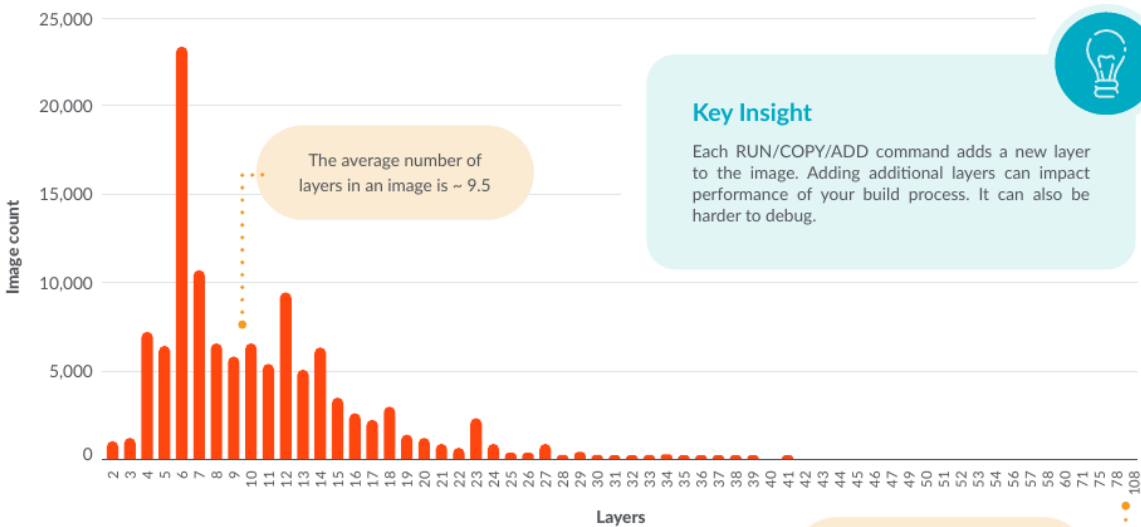 25,000
20,000
15,000
10,000
5,000
0
Image count
The average number of
layers in an image is ~ 9.5
Key Insight
Each RUN/COPY/ADD command adds a new layer
to the image. Adding additional layers can impact
performance of your build process. It can also be
harder to debug.
2 3 4 5 6 7 8 9 10 11 12 13 14 15 16 17 18 19 20 21 22 23 24 25 26 27 28 29 30 31 32 33 34 35 36 37 38 39 40 41 42 43 44 45 46 47 49 50 51 52 53 54 56 57 58 60 71 75 78 108
Layers